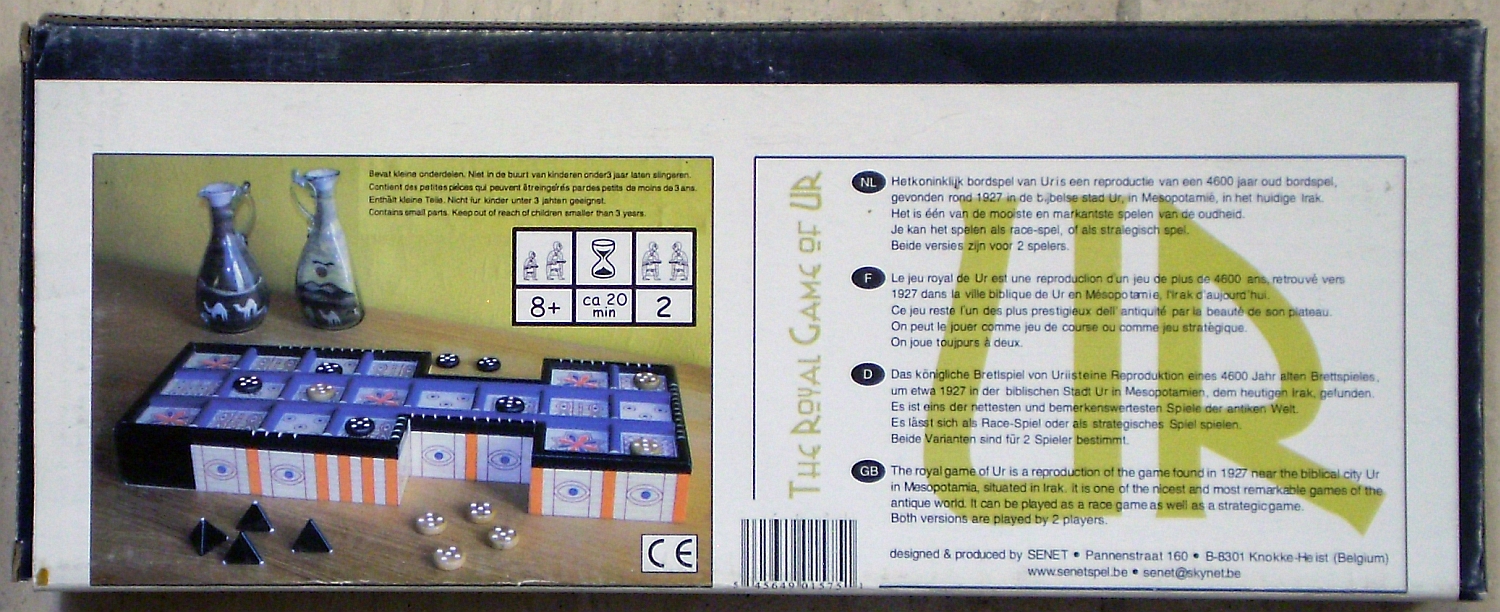 Bevat kleine onderdelen. Niet in de buurt van kinderen onder3 jaar laten slingeren.
Contient des petites piéces qui peuvent êtreingérés pardes petits de moins de 3 ans.
Enthält kleine Teile. Nicht fur kinder unter 3 jahten geeignet.
Contains small parts. Keep out of reach of children smaller than 3 years.
8+
ca 20
min
2
CE
THE ROYAL GAME OF UR
UR
NL
Hetkoninklijk bordspel van Ur is een reproductie van een 4600 jaar oud bordspel,
gevonden rond 1927 in de bijbelse stad Ur, in Mesopotamië, in het huidige Irak.
Het is één van de mooiste en markantste spelen van de oudheid.
Je kan het spelen als race-spel, of als strategisch spel.
Beide versies zijn voor 2 spelers.
F
Le jeu royal de Ur est une reproduction d'un jeu de plus de 4600 ans, retrouvé vers
1927 dans la ville biblique de Ur en Mésopotamie, l'Irak d'aujourd'hui.
Ce jeu reste l'un des plus prestigieux dell' antiquité par la beauté de son plateau.
On peut le jouer comme jeu de course ou comme jeu stratègique.
On joue toujpurs à deux.
D
Das königliche Brettspiel von Ur iisteine Reproduktion eines 4600 Jahr alten Brettspieles,
um etwa 1927 in der biblischen Stadt Ur in Mesopotamien, dem heutigen Irak, gefunden.
Es ist eins der nettesten und bemerkenswertesten Spiele der antiken Welt.
Es lässt sich als Race-Spiel oder als strategisches Spiel spielen.
Beide Varianten sind für 2 Spieler bestimmt.
GB
The royal game of Ur is a reproduction of the game found in 1927 near the biblical city Ur
in Mesopotamia, situated in Irak. It is one of the nicest and most remarkable games of the
antique world. It can be played as a race game as well as a strategic game.
Both versions are played by 2 players.
designed & produced by SENET • Pannenstraat 160 • B-8301 Knokke-Heist (Belgium)
www.senetspel.be • senet@skynet.be